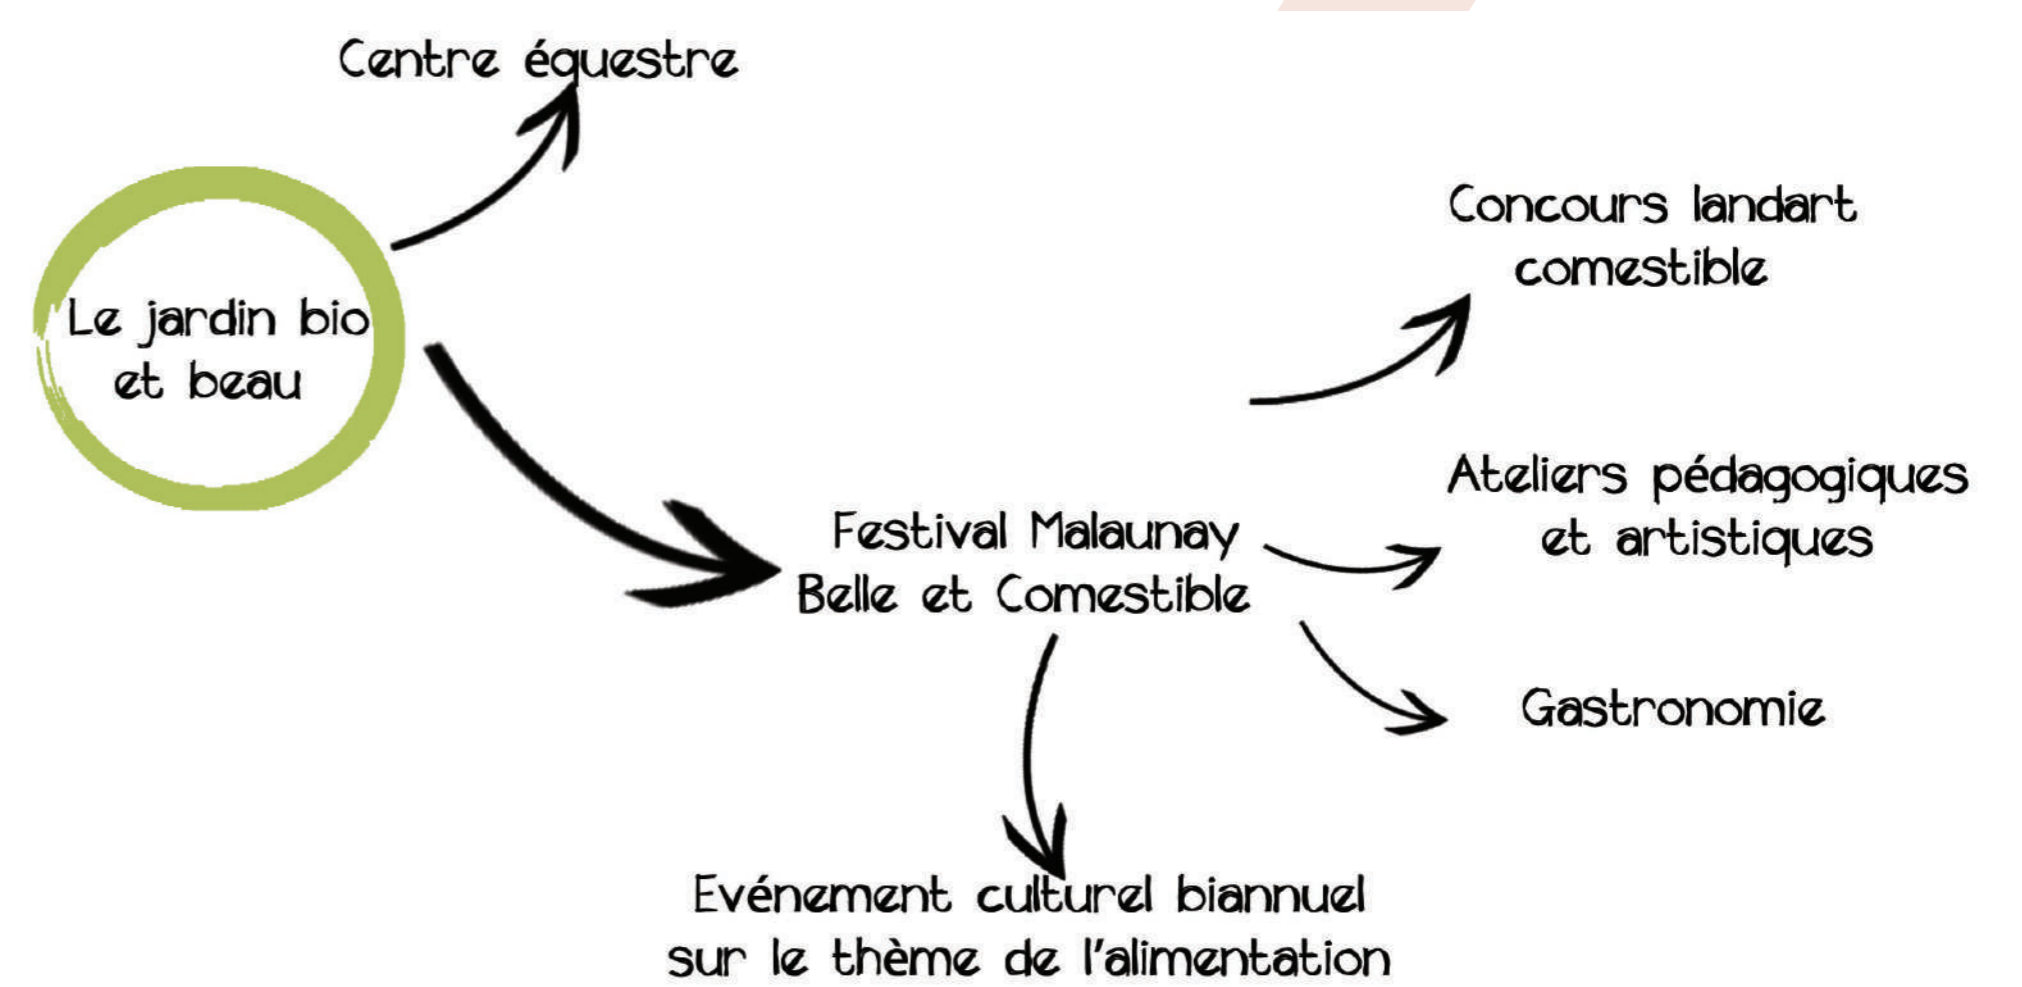 Centre équestre
Le jardin bio
et beau
Concours landart
comestible
Ateliers pédagogiques
et artistiques
Festival Malaunay
Belle et Comestible
Gastronomie
Evénement culturel biannuel
sur le thème de l'alimentation